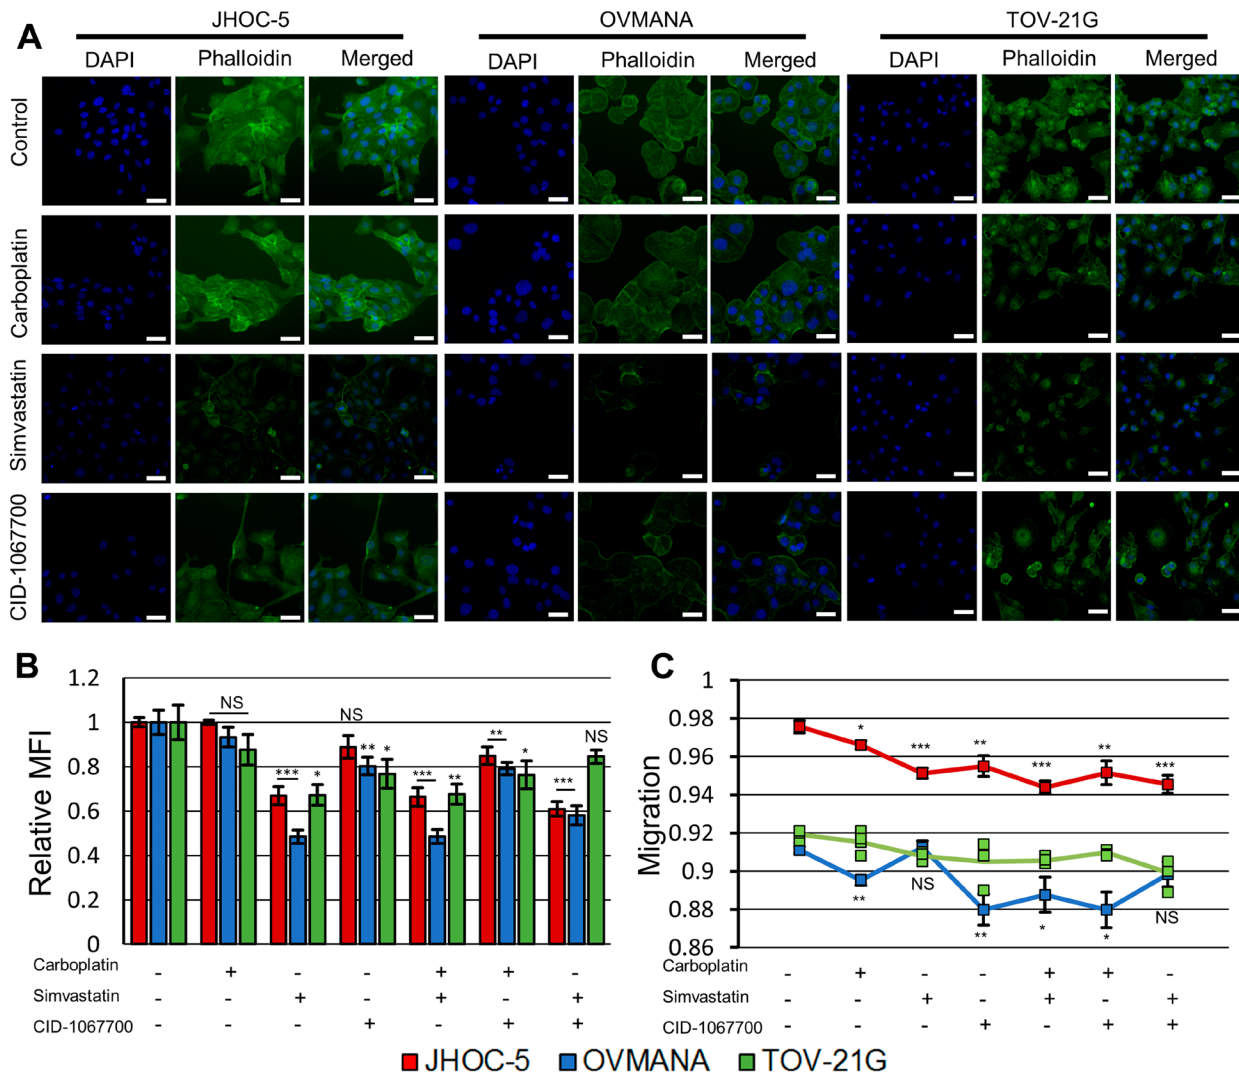 A
JHOC-5 OVMANA TOV-21G
DAPI Phalloidin Merged DAPI Phalloidin Merged DAPI Phalloidin Merged
Control
Carboplatin
Simvastatin
CID-1067700
B
Relative MFI
1.2
1
0.8
0.6
0.4
0.2
0
NS
***
*
NS
**
*
***
**
**
*
***
NS
Carboplatin - + - - + + -
Simvastatin - - + - + - +
CID-1067700 - - - + - + +
C
Migration
1
0.98
0.96
0.94
0.92
0.9
0.88
0.86
* *** ** *** ** ***
** NS ** * * NS
Carboplatin - + - - + + -
Simvastatin - - + - + - +
CID-1067700 - - - + - + +
JHOC-5 OVMANA TOV-21G